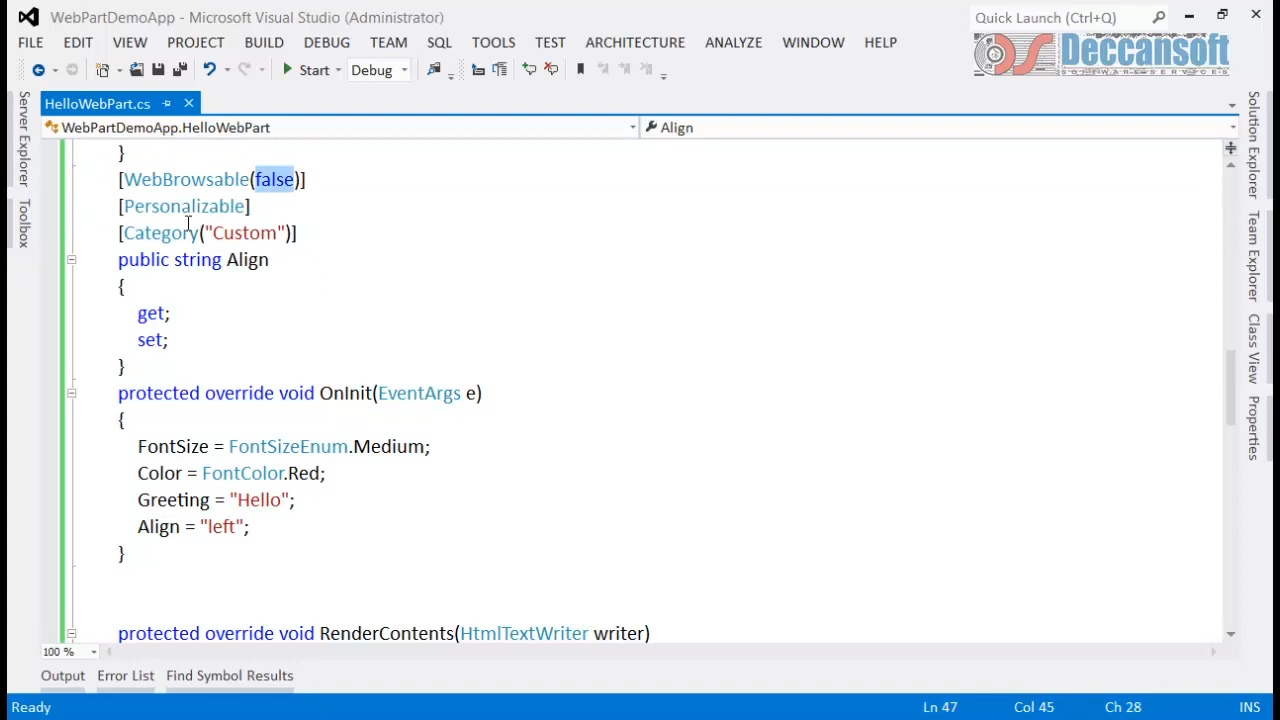 WebPartDemoApp - Microsoft Visual Studio (Administrator)
Quick Launch (Ctrl+Q)
FILE EDIT VIEW PROJECT BUILD DEBUG TEAM SQL TOOLS TEST ARCHITECTURE ANALYZE WINDOW HELP
DS Deccansoft
SOFTWARE SERVICES
Start Debug
HelloWebPart.cs
WebPartDemoApp.HelloWebPart Align
Server Explorer
Toolbox
}
[WebBrowsable(false)]
[Personalizable]
[Category("Custom")]
public string Align
{
get;
set;
}
protected override void OnInit(EventArgs e)
{
FontSize = FontSizeEnum.Medium;
Color = FontColor.Red;
Greeting = "Hello";
Align = "left";
}
protected override void RenderContents(HtmlTextWriter writer)
Solution Explorer
Team Explorer
Class View
Properties
100 %
Output Error List Find Symbol Results
Ready Ln 47 Col 45 Ch 28 INS